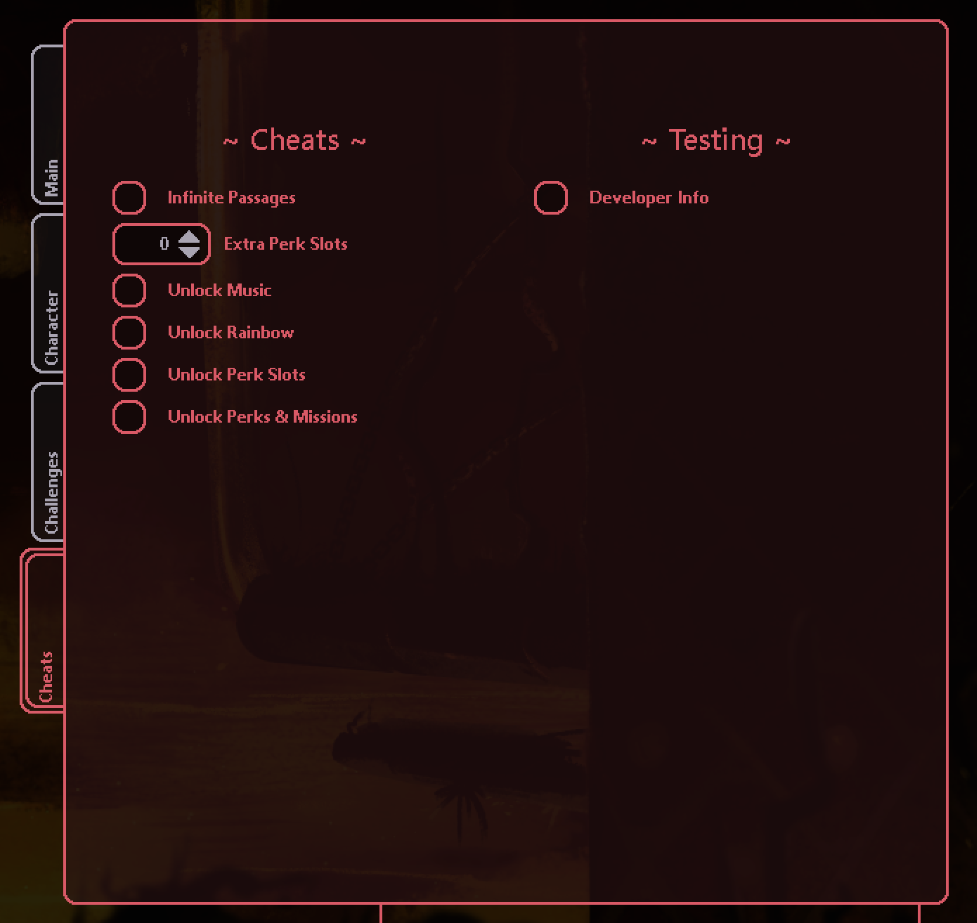 Main
Character
Challenges
Cheats
~ Cheats ~
Infinite Passages
0 Extra Perk Slots
Unlock Music
Unlock Rainbow
Unlock Perk Slots
Unlock Perks & Missions
~ Testing ~
Developer Info